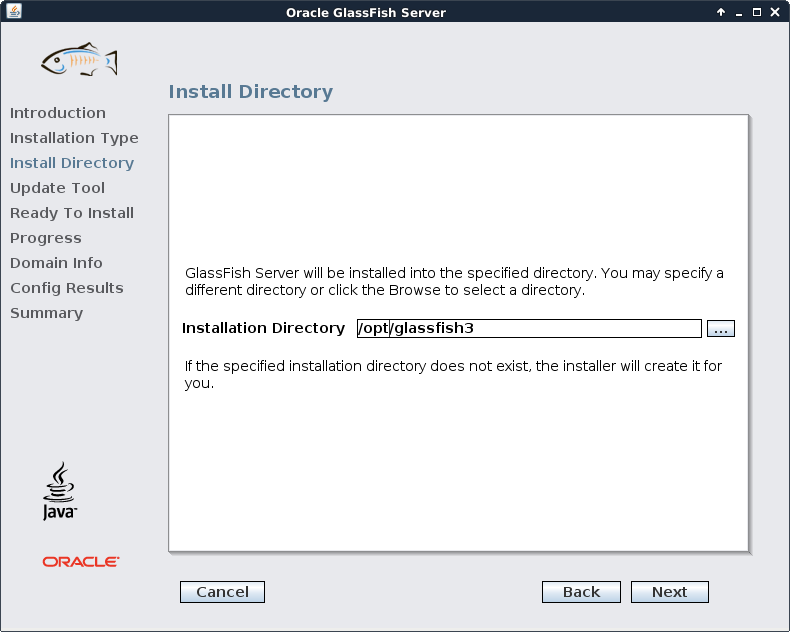 Oracle GlassFish Server
Install Directory
Introduction
Installation Type
Install Directory
Update Tool
Ready To Install
Progress
Domain Info
Config Results
Summary
GlassFish Server will be installed into the specified directory. You may specify a
different directory or click the Browse to select a directory.
Installation Directory /opt/glassfish3 ...
If the specified installation directory does not exist, the installer will create it for
you.
Java
ORACLE
Cancel Back Next